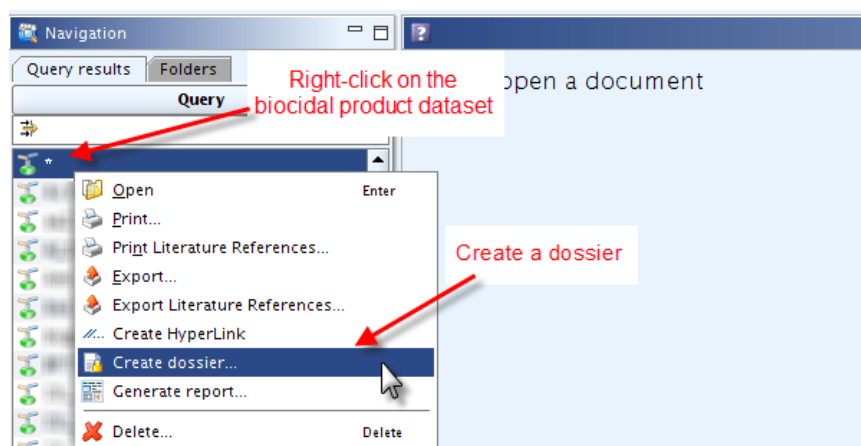 Navigation
Query results
Folders
Query
Right-click on the
biocidal product dataset
open a document
*
Open Enter
Print...
Print Literature References...
Export...
Export Literature References...
Create HyperLink
Create dossier...
Generate report...
Delete... Delete
Create a dossier